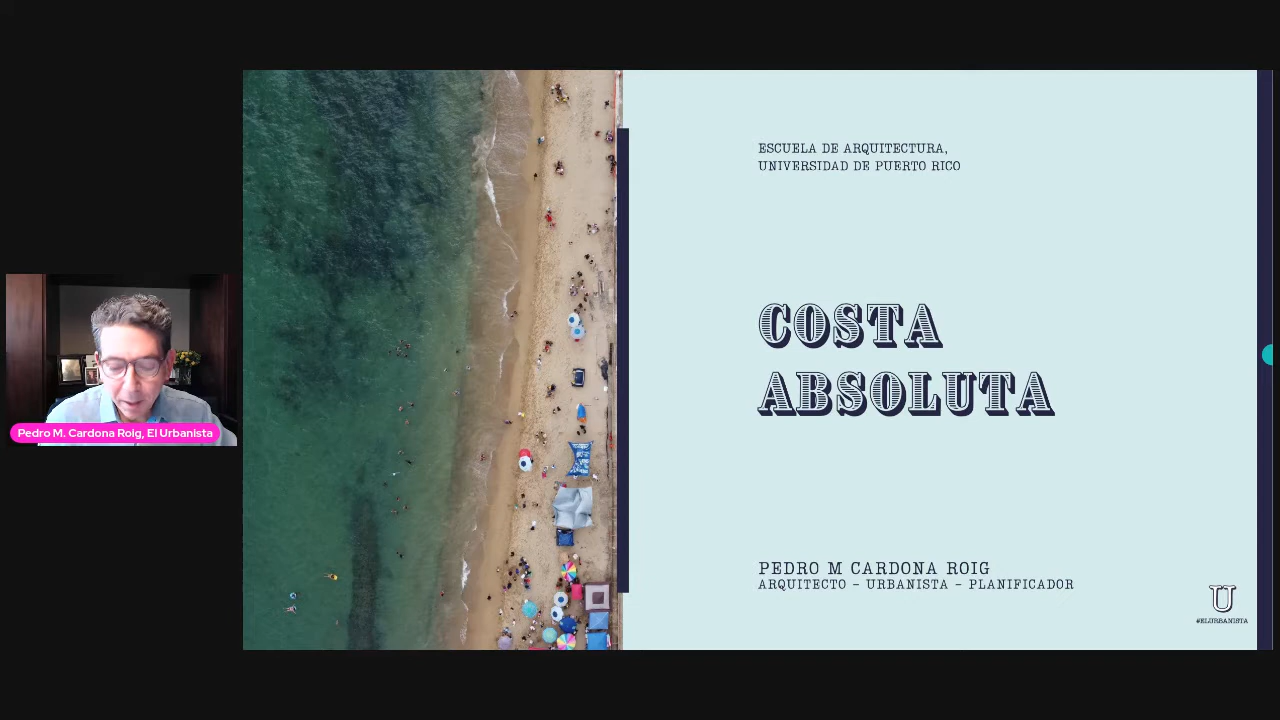 ESCUELA DE ARQUITECTURA,
UNIVERSIDAD DE PUERTO RICO
COSTA
ABSOLUTA
PEDRO M CARDONA ROIG
ARQUITECTO – URBANISTA – PLANIFICADOR
U
#ELURBANISTA
Pedro M. Cardona Roig, El Urbanista